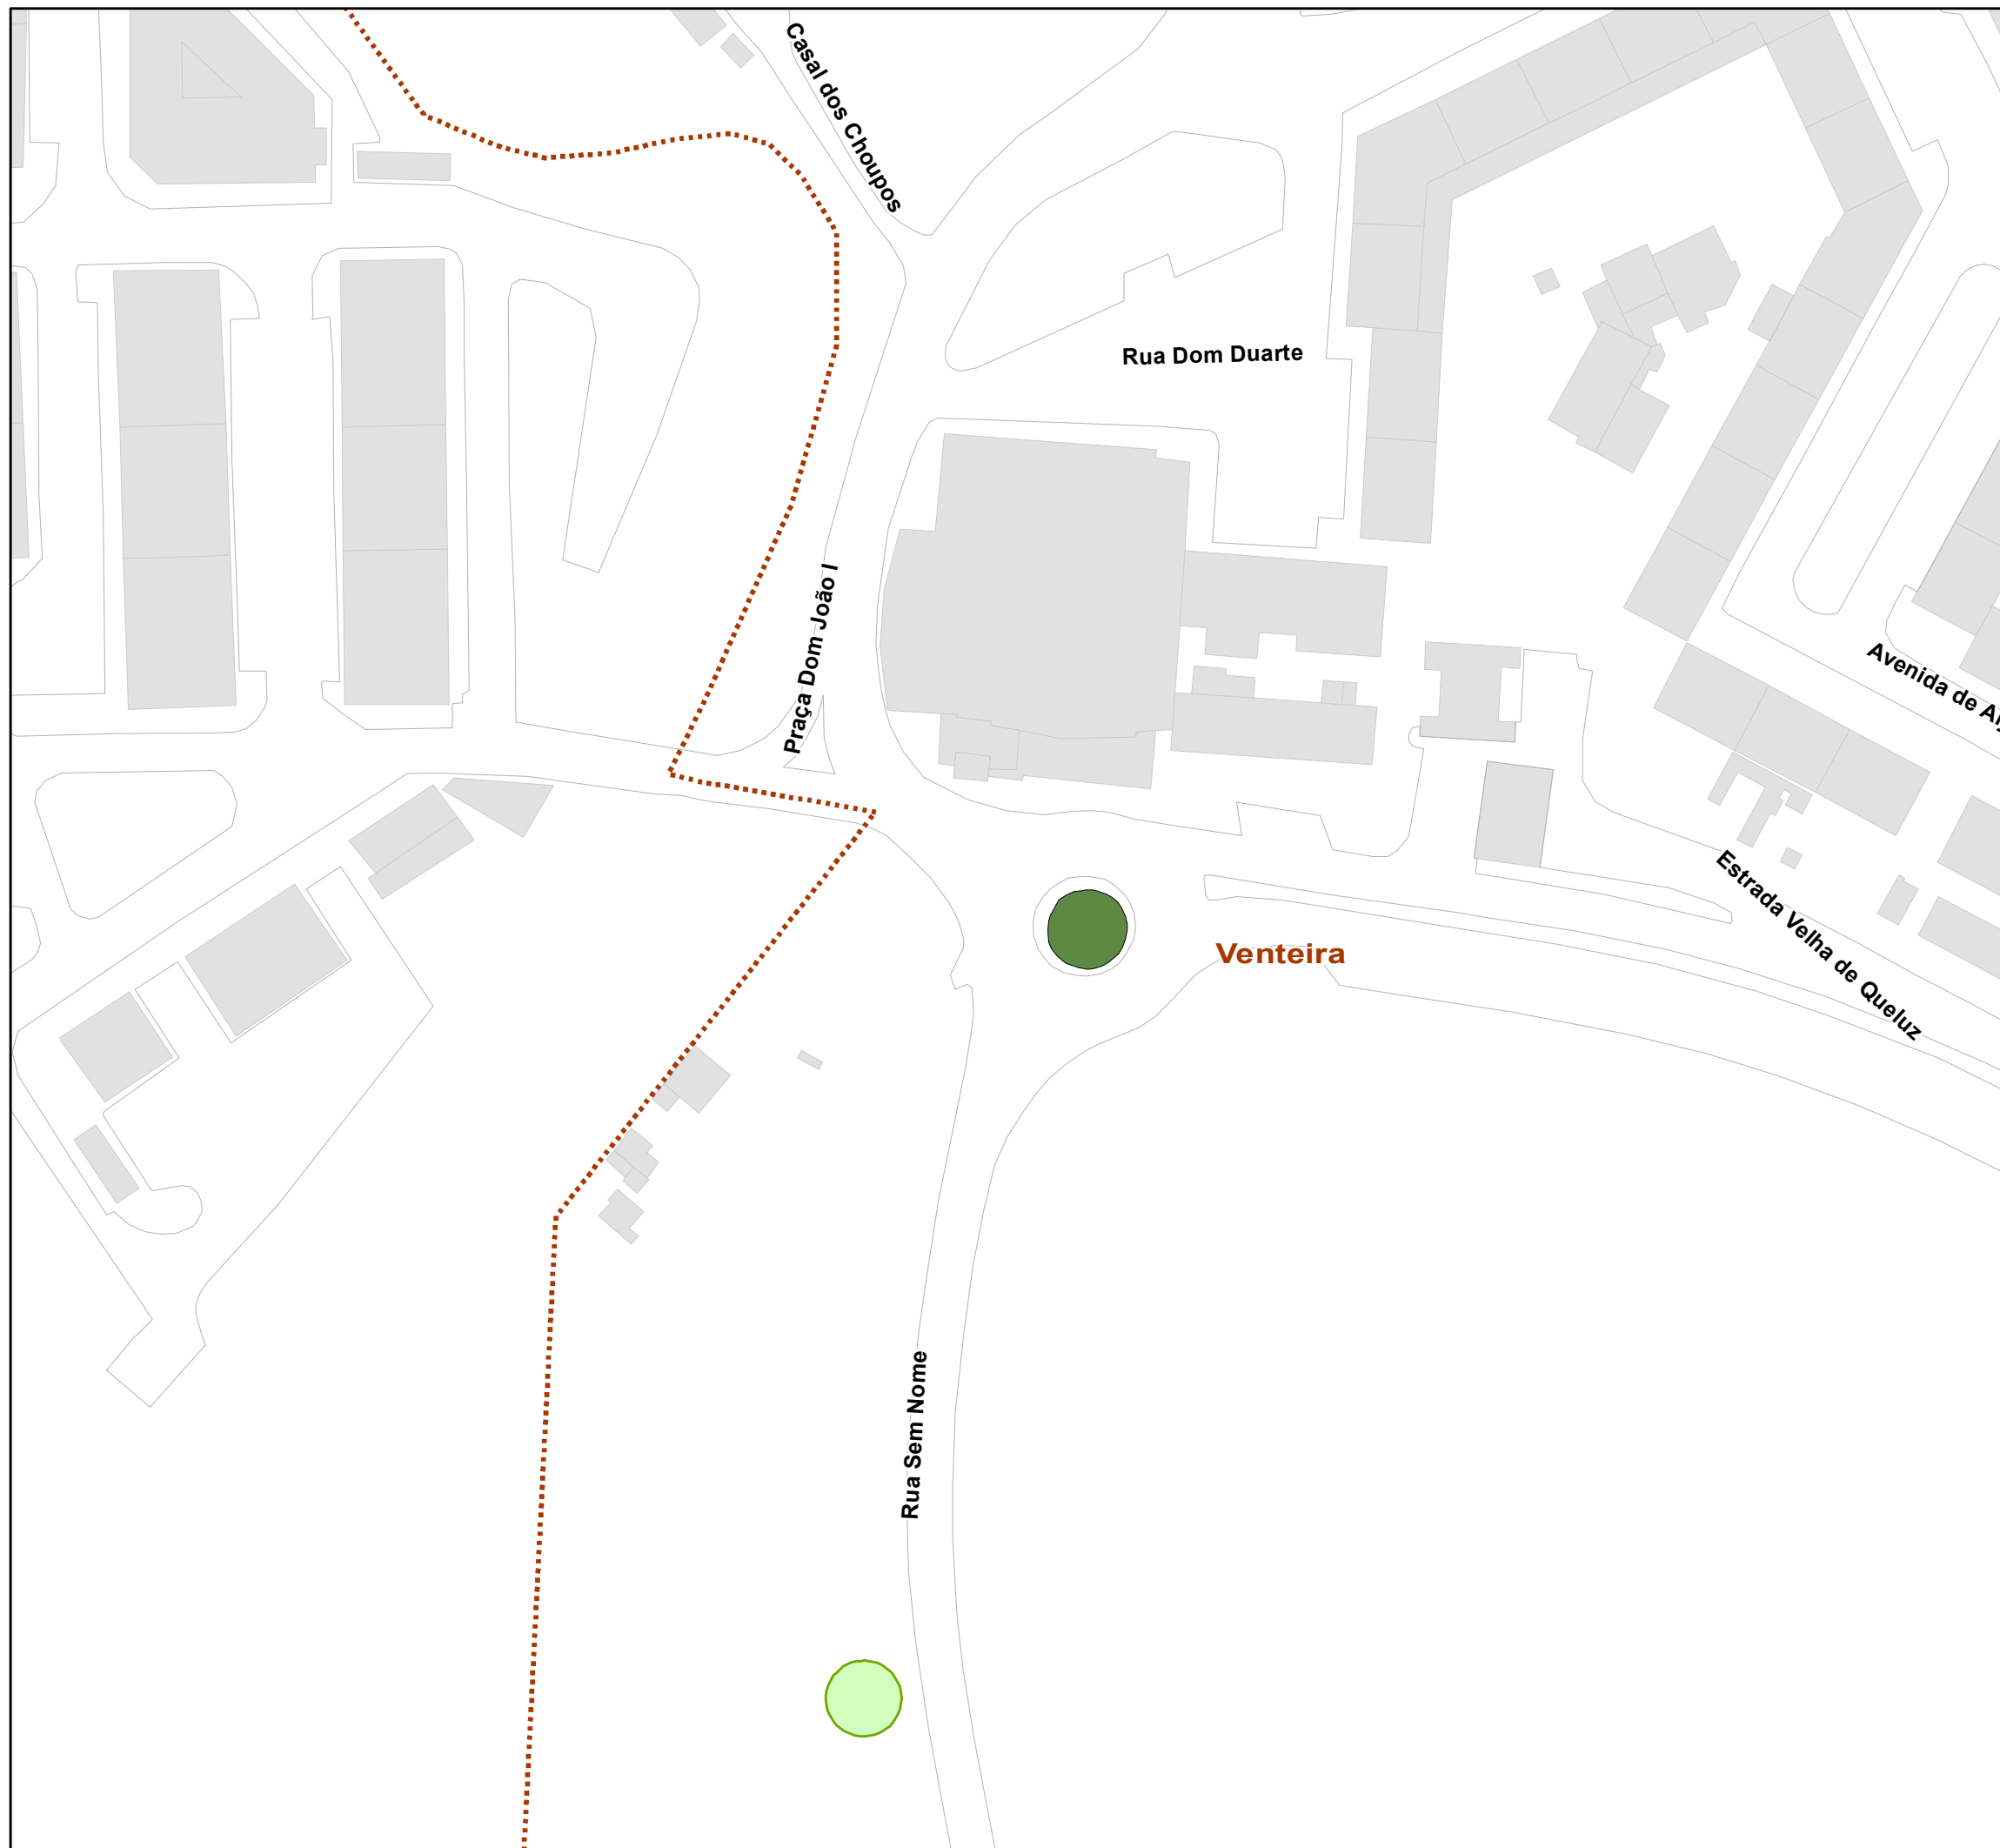 Casal dos Choupos
Rua Dom Duarte
Praça Dom João I
Avenida de
Estrada Velha de Queluz
Venteira
Rua Sem Nome